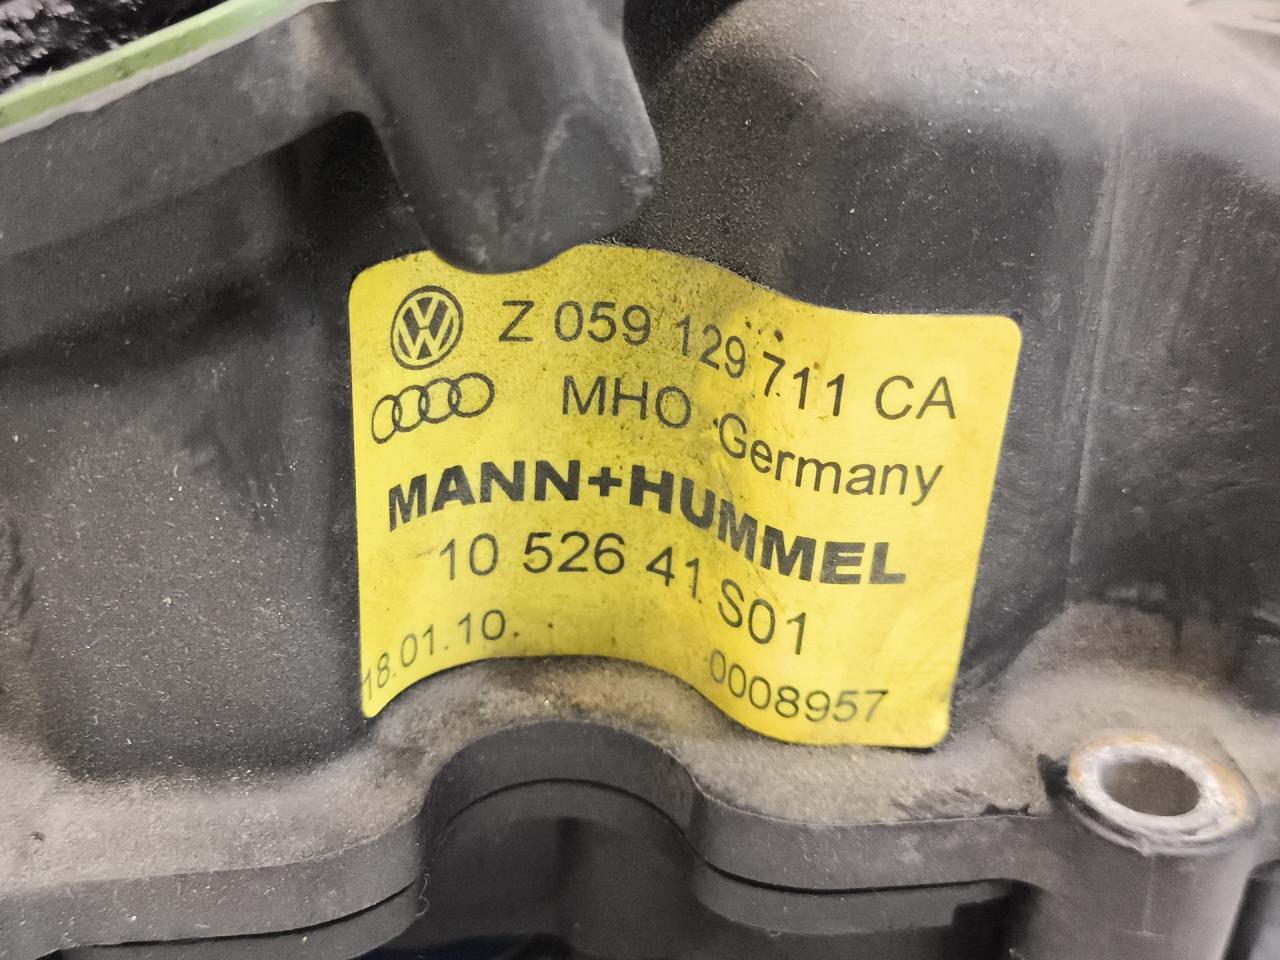 Z 059 129 711 CA
MHO Germany
MANN+HUMMEL
10 526 41 S01
18.01.10. 0008957